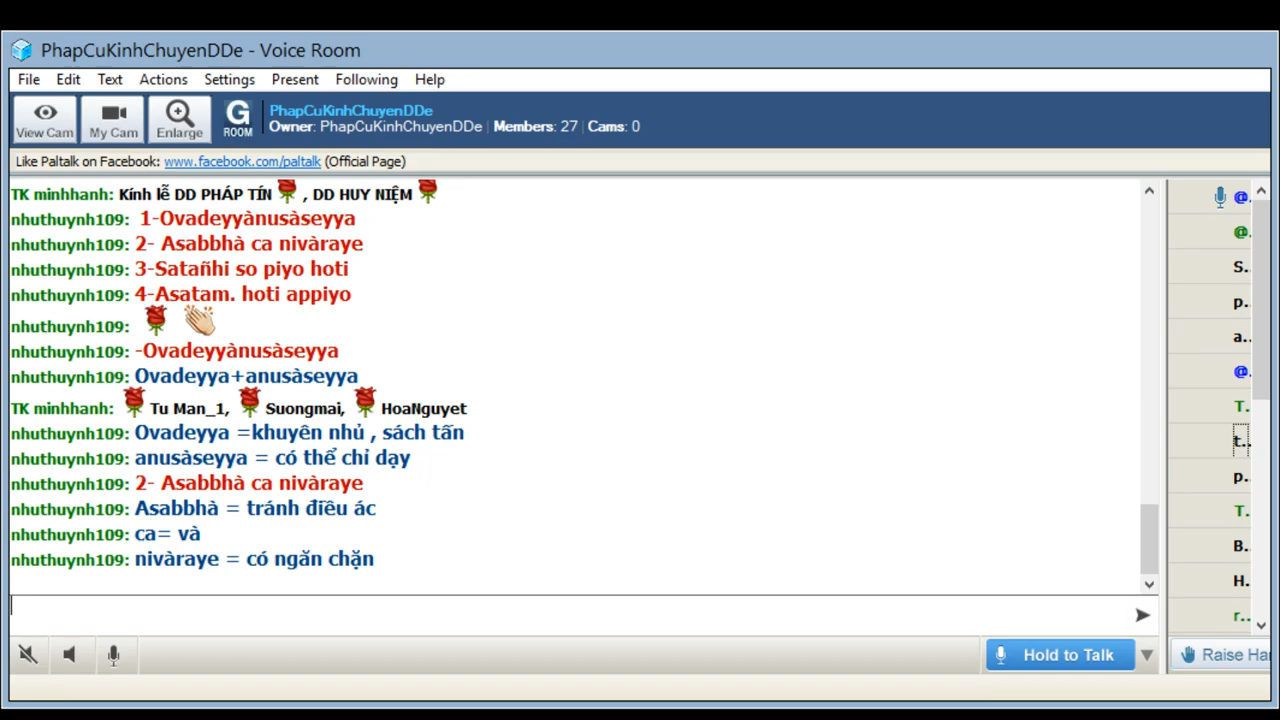 PhapCuKinhChuyenDDe - Voice Room
File Edit Text Actions Settings Present Following Help
View Cam My Cam Enlarge G ROOM
PhapCuKinhChuyenDDe
Owner: PhapCuKinhChuyenDDe | Members: 27 | Cams: 0
Like Paltalk on Facebook: www.facebook.com/paltalk (Official Page)
TK minhhanh: Kính lễ DD PHÁP TÍN , DD HUY NIỆM
nhuthuynh109: 1-Ovadeyyànusàseyya
nhuthuynh109: 2- Asabbhà ca nivàraye
nhuthuynh109: 3-Satañhi so piyo hoti
nhuthuynh109: 4-Asatam. hoti appiyo
nhuthuynh109:
nhuthuynh109: -Ovadeyyànusàseyya
nhuthuynh109: Ovadeyya+anusàseyya
TK minhhanh: Tu Man_1, Suongmai, HoaNguyet
nhuthuynh109: Ovadeyya =khuyên nhủ , sách tấn
nhuthuynh109: anusàseyya = có thể chỉ dạy
nhuthuynh109: 2- Asabbhà ca nivàraye
nhuthuynh109: Asabbhà = tránh điều ác
nhuthuynh109: ca= và
nhuthuynh109: nivàraye = có ngăn chặn
@.
@.
S.
p.
a..
@.
T.
t..
p.
T.
B.
H.
r..
Hold to Talk
Raise Han